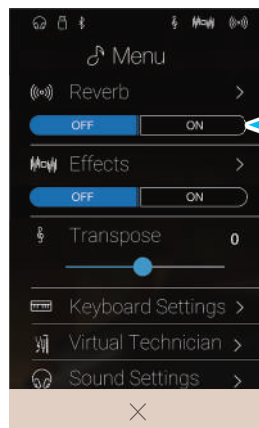 Menu
Reverb
OFF ON
Effects
OFF ON
Transpose 0
Keyboard Settings
Virtual Technician
Sound Settings